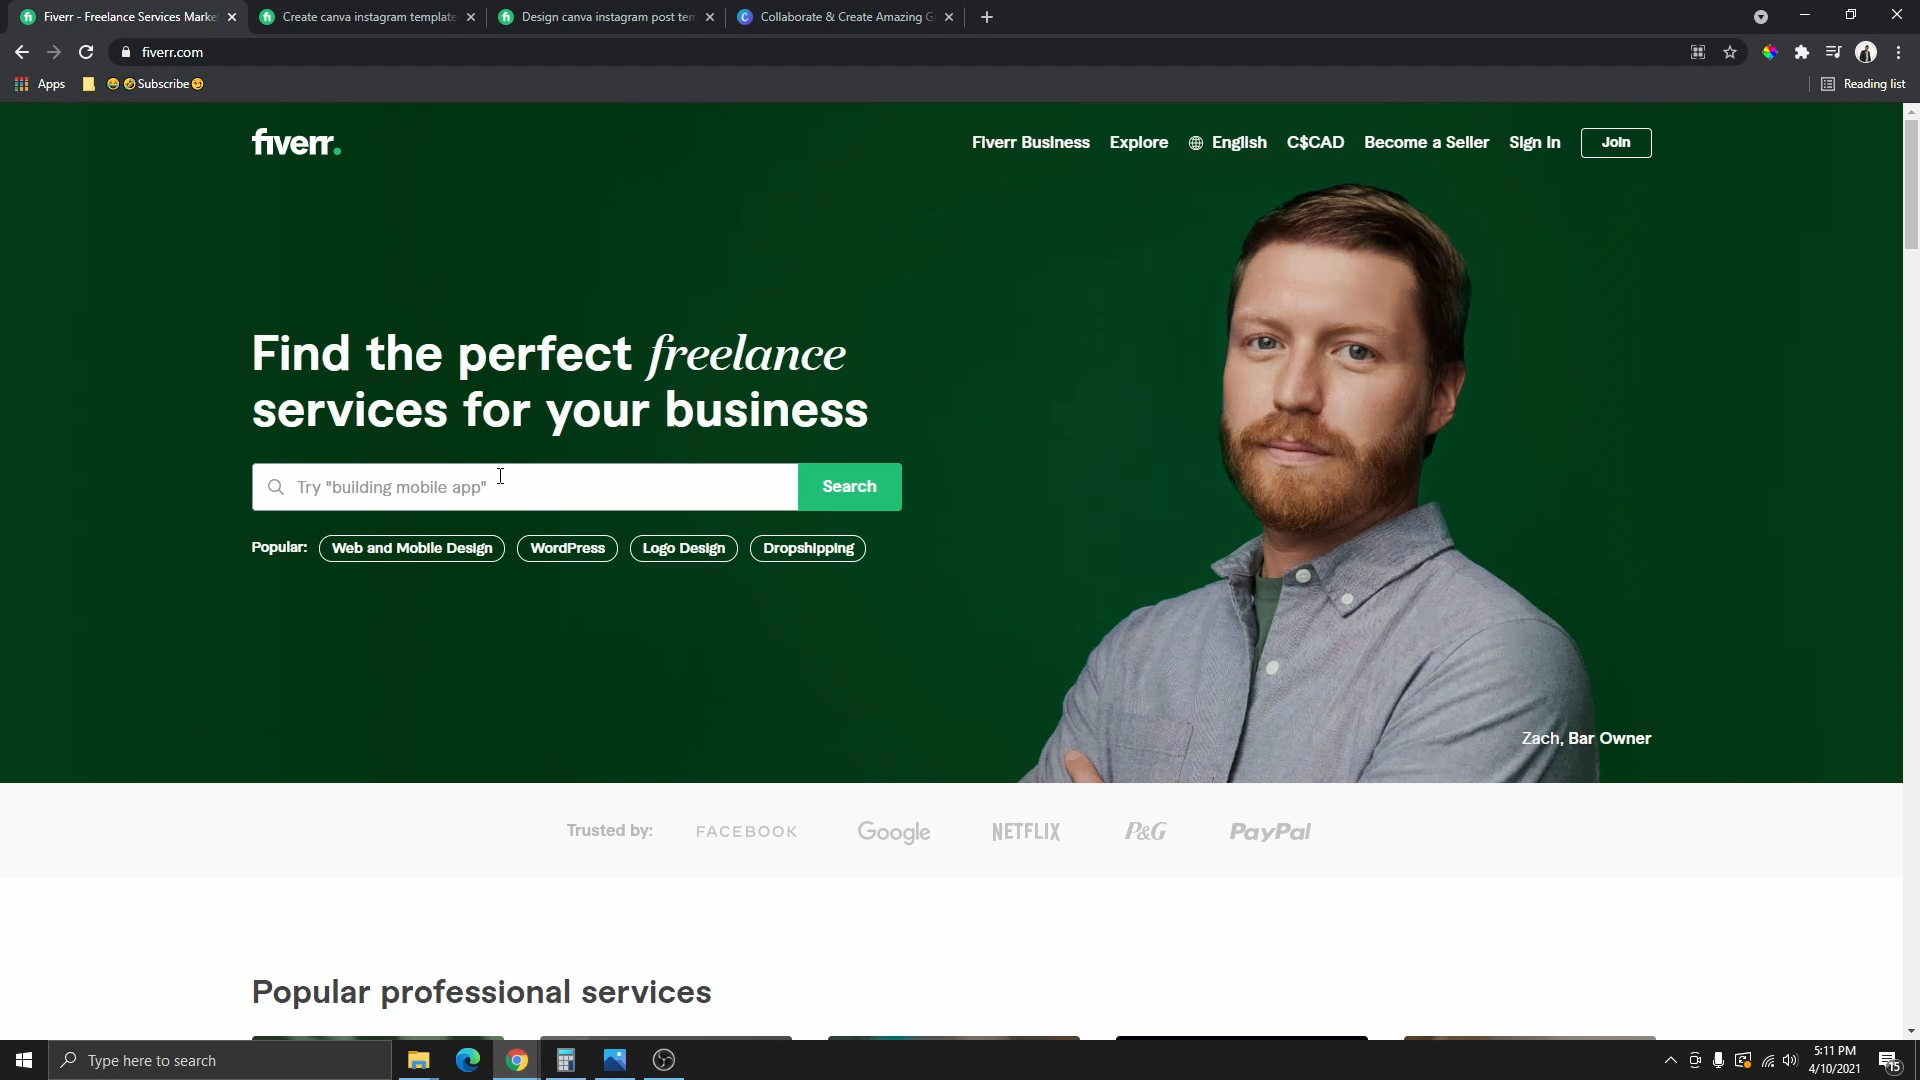 Fiverr - Freelance Services Market
Create canva instagram template
Design canva instagram post tem
Collaborate & Create Amazing G
fiverr.com
Apps
Subscribe
Reading list
fiverr.
Fiverr Business
Explore
English
C$CAD
Become a Seller
Sign In
Join
Find the perfect freelance
services for your business
Try "building mobile app"
Search
Popular:
Web and Mobile Design
WordPress
Logo Design
Dropshipping
Zach, Bar Owner
Trusted by:
FACEBOOK
Google
NETFLIX
P&G
PayPal
Popular professional services
Type here to search
5:11 PM
4/10/2021
15